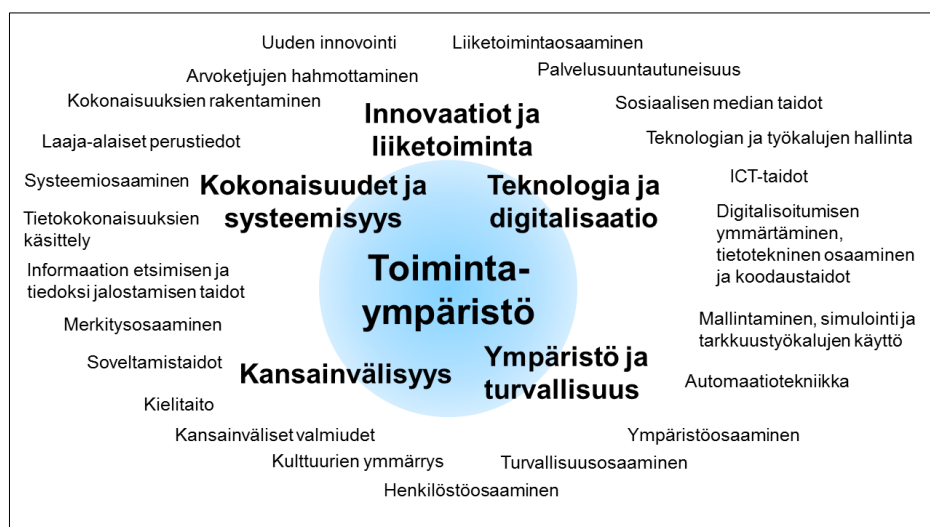 Uuden innovointi
Liiketoimintaosaaminen
Arvoketjujen hahmottaminen
Palvelusuuntautuneisuus
Kokonaisuuksien rakentaminen
Sosiaalisen median taidot
Innovaatiot ja
liiketoiminta
Laaja-alaiset perustiedot
Teknologian ja työkalujen hallinta
Systeemiosaaminen
Kokonaisuudet ja
systeemisyys
Teknologia ja
digitalisaatio
ICT-taidot
Tietokokonaisuuksien
käsittely
Digitalisoitumisen
ymmärtäminen,
tietotekninen osaaminen
ja koodaustaidot
Informaation etsimisen ja
tiedoksi jalostamisen taidot
Toiminta-
ympäristö
Merkitysosaaminen
Mallintaminen, simulointi ja
tarkkuustyökalujen käyttö
Soveltamistaidot
Kansainvälisyys
Ympäristö ja
turvallisuus
Automaatiotekniikka
Kielitaito
Kansainväliset valmiudet
Ympäristöosaaminen
Kulttuurien ymmärrys
Turvallisuusosaaminen
Henkilöstöosaaminen